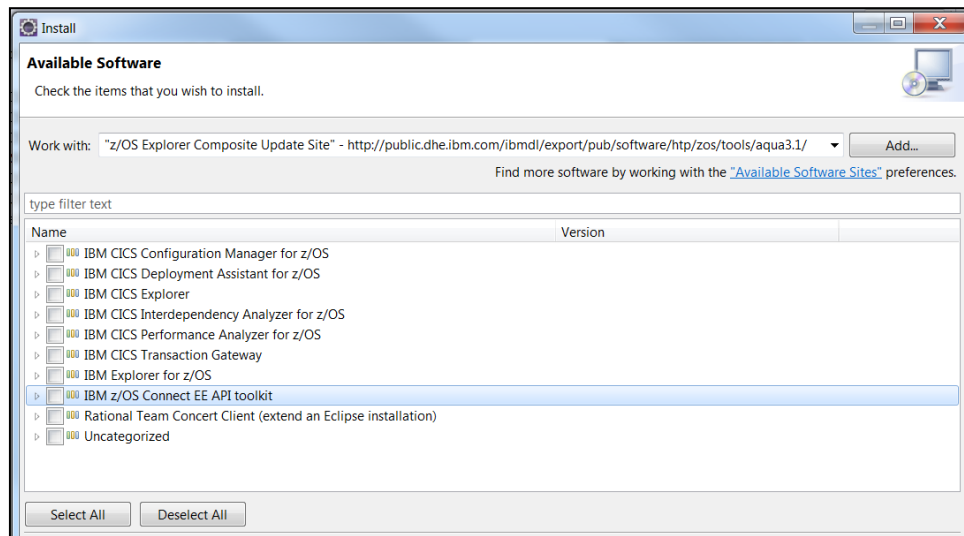 Install
Available Software
Check the items that you wish to install.
Work with: "z/OS Explorer Composite Update Site" - http://public.dhe.ibm.com/ibmdl/export/pub/software/htp/zos/tools/aqua3.1/ Add...
Find more software by working with the "Available Software Sites" preferences.
type filter text
Name Version
IBM CICS Configuration Manager for z/OS
IBM CICS Deployment Assistant for z/OS
IBM CICS Explorer
IBM CICS Interdependency Analyzer for z/OS
IBM CICS Performance Analyzer for z/OS
IBM CICS Transaction Gateway
IBM Explorer for z/OS
IBM z/OS Connect EE API toolkit
Rational Team Concert Client (extend an Eclipse installation)
Uncategorized
Select All Deselect All